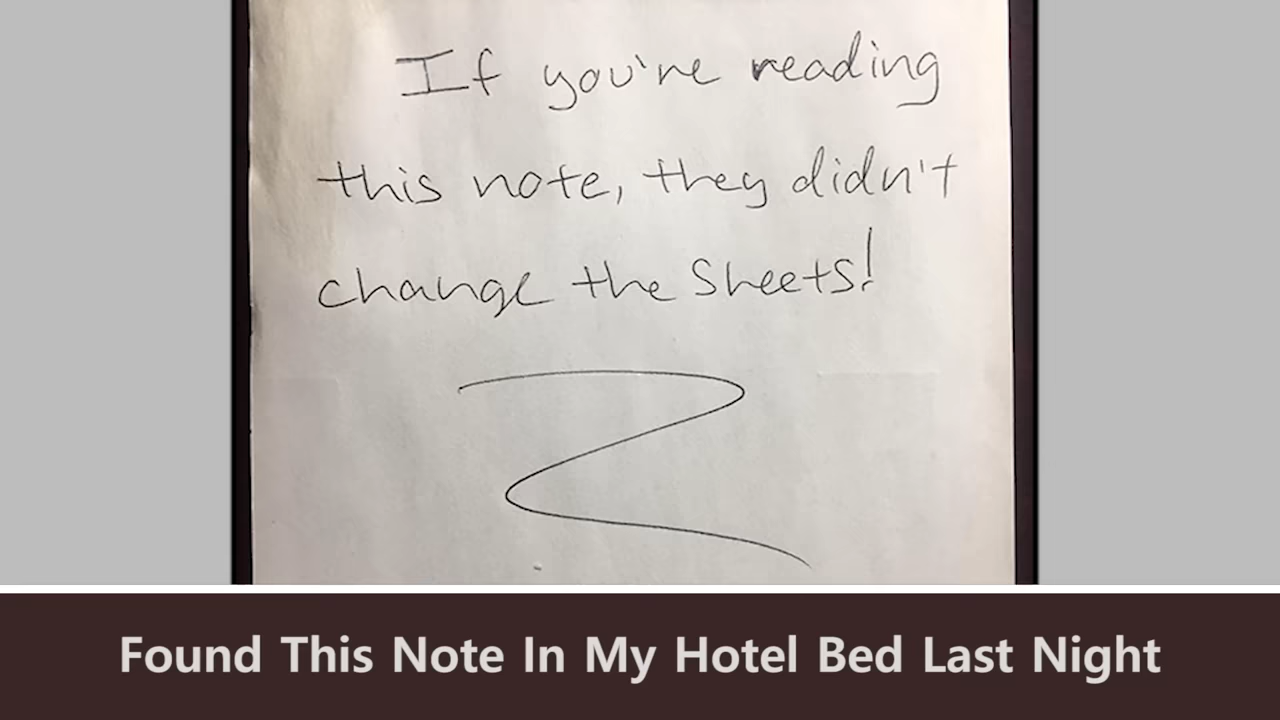 If you're reading
this note, they didn't
change the Sheets!
Found This Note In My Hotel Bed Last Night